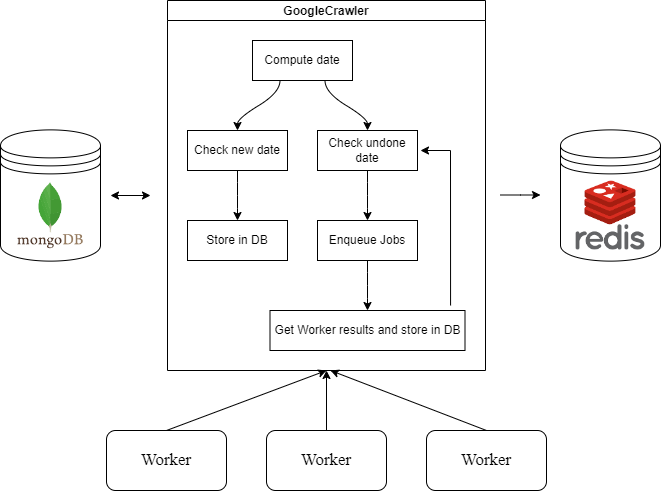 GoogleCrawler
Compute date
Check new date
Check undone
date
Store in DB
Enqueue Jobs
Get Worker results and store in DB
mongoDB
redis
Worker
Worker
Worker